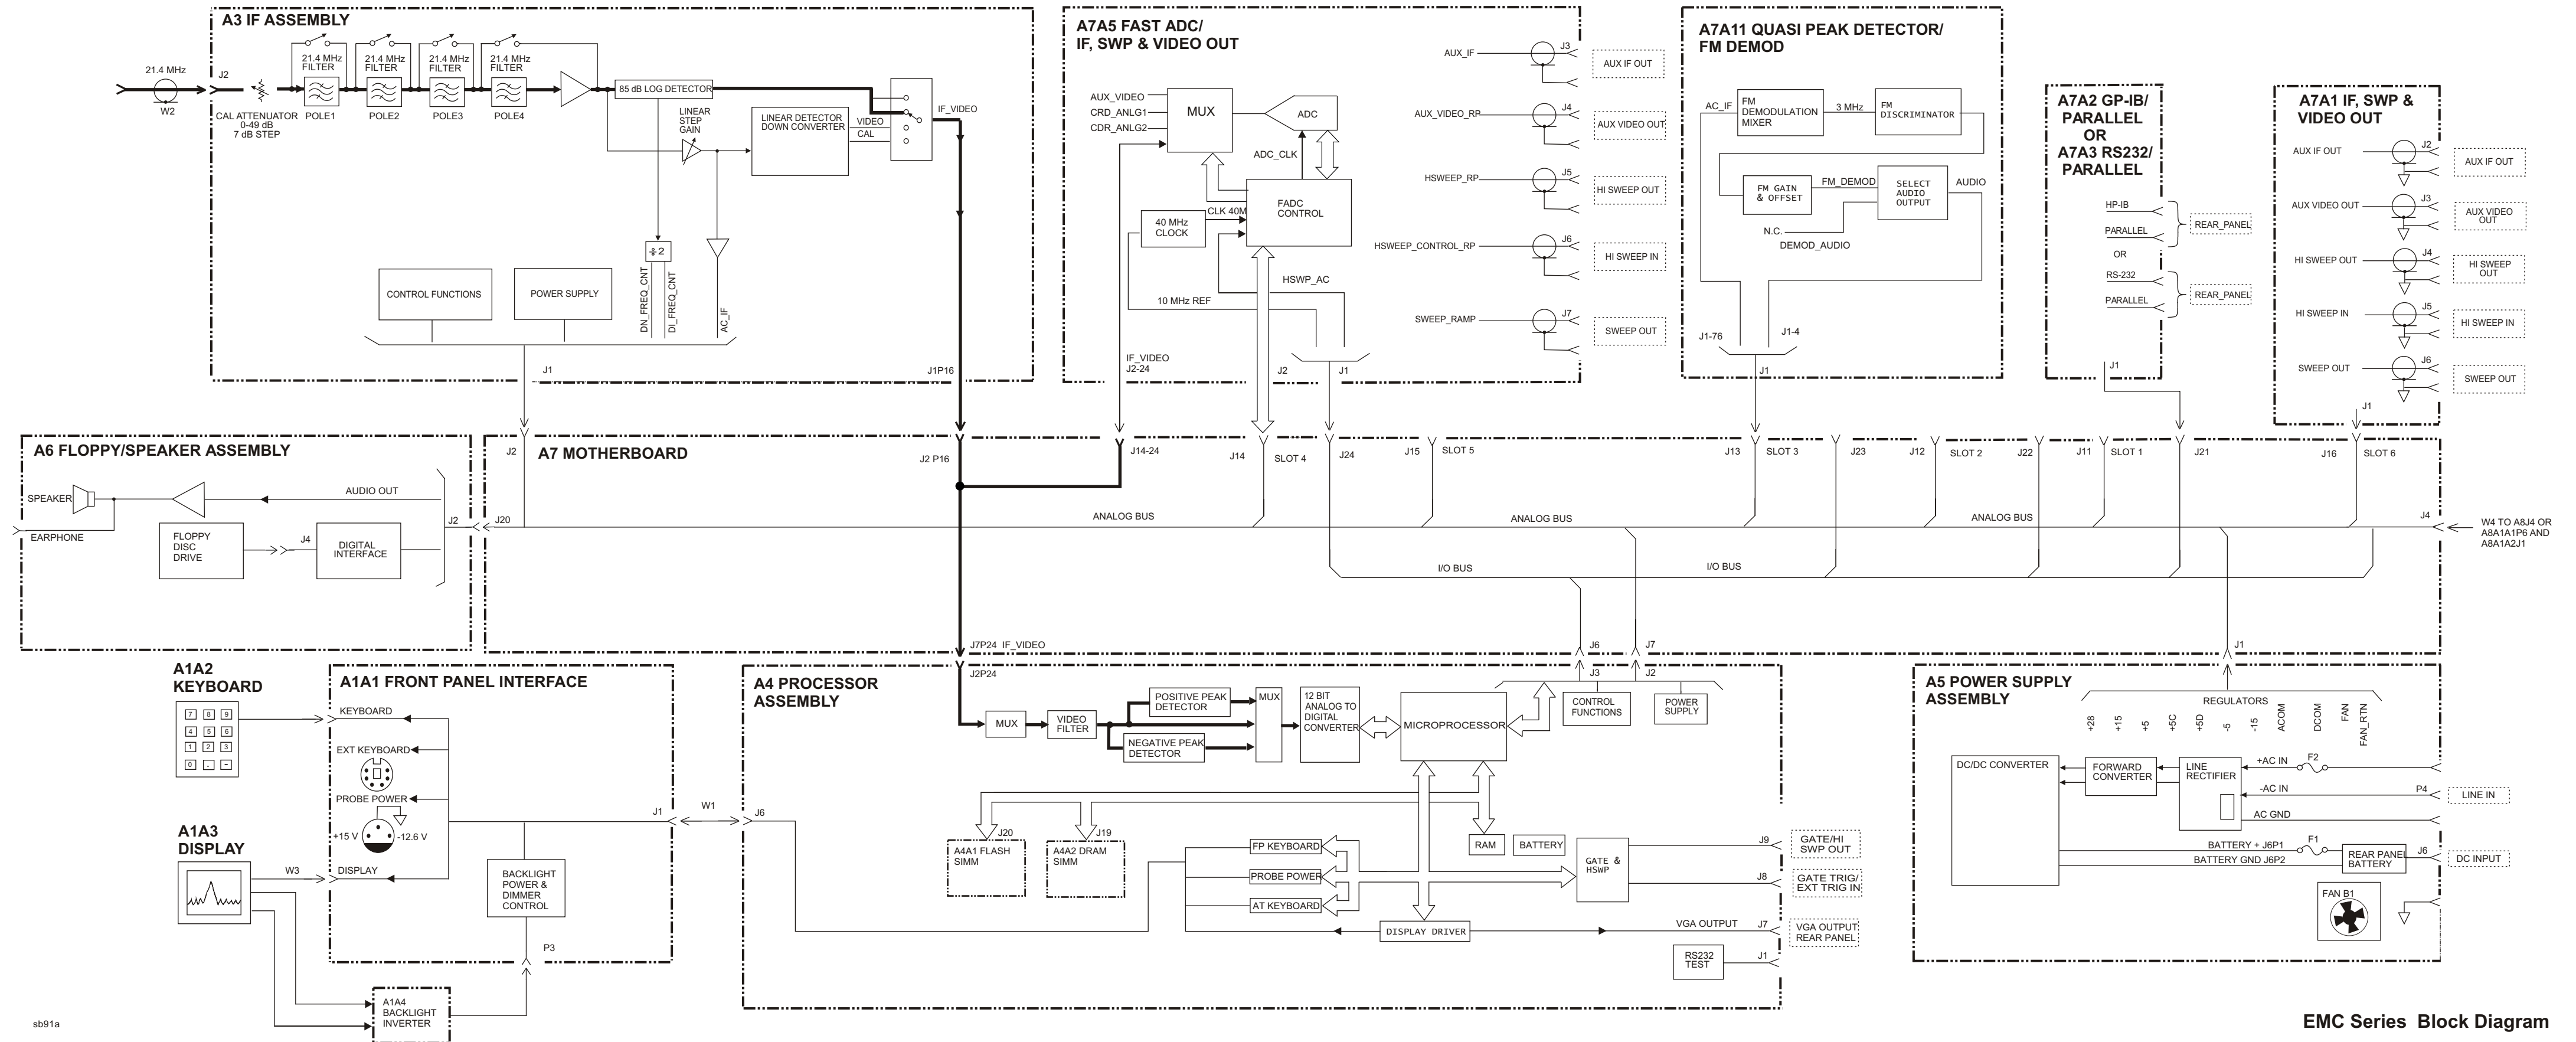 A3 IF ASSEMBLY
21.4 MHz
W2
J2
CAL ATTENUATOR
0-49 dB
7 dB STEP
21.4 MHz
FILTER
POLE1
21.4 MHz
FILTER
POLE2
21.4 MHz
FILTER
POLE3
21.4 MHz
FILTER
POLE4
85 dB LOG DETECTOR
LINEAR
STEP
GAIN
LINEAR DETECTOR
DOWN CONVERTER
VIDEO
CAL
IF_VIDEO
÷2
DN_FREQ_CNT
DI_FREQ_CNT
AC_IF
CONTROL FUNCTIONS
POWER SUPPLY
J1
J1P16
A7A5 FAST ADC/
IF, SWP & VIDEO OUT
AUX_VIDEO
CRD_ANLG1
CDR_ANLG2
MUX
ADC
ADC_CLK
FADC
CONTROL
CLK 40M
40 MHz
CLOCK
HSWP_AC
10 MHz REF
IF_VIDEO
J2-24
J2
J1
AUX_IF
J3
AUX IF OUT
AUX_VIDEO_RP
J4
AUX VIDEO OUT
HSWEEP_RP
J5
HI SWEEP OUT
HSWEEP_CONTROL_RP
J6
HI SWEEP IN
SWEEP_RAMP
J7
SWEEP OUT
A7A11 QUASI PEAK DETECTOR/
FM DEMOD
AC_IF
FM
DEMODULATION
MIXER
3 MHz
FM
DISCRIMINATOR
FM GAIN
& OFFSET
FM_DEMOD
SELECT
AUDIO
OUTPUT
AUDIO
N.C.
DEMOD_AUDIO
J1-76
J1-4
J1
A7A2 GP-IB/
PARALLEL
OR
A7A3 RS232/
PARALLEL
HP-IB
PARALLEL
REAR_PANEL
OR
RS-232
PARALLEL
REAR_PANEL
J1
A7A1 IF, SWP &
VIDEO OUT
AUX IF OUT
J2
AUX IF OUT
AUX VIDEO OUT
J3
AUX VIDEO
OUT
HI SWEEP OUT
J4
HI SWEEP
OUT
HI SWEEP IN
J5
HI SWEEP IN
SWEEP OUT
J6
SWEEP OUT
J1
A6 FLOPPY/SPEAKER ASSEMBLY
SPEAKER
AUDIO OUT
EARPHONE
FLOPPY
DISC
DRIVE
J4
DIGITAL
INTERFACE
J2
A7 MOTHERBOARD
J2
J20
J2 P16
J14-24
J14
SLOT 4
J24
J15
SLOT 5
J13
SLOT 3
J23
J12
SLOT 2
J22
J11
SLOT 1
J21
J16
SLOT 6
ANALOG BUS
ANALOG BUS
ANALOG BUS
J4
W4 TO A8J4 OR
A8A1A1P6 AND
A8A1A2J1
I/O BUS
I/O BUS
J7P24 IF_VIDEO
J6
J7
J1
A1A2
KEYBOARD
7 8 9
4 5 6
1 2 3
0 . –
A1A3
DISPLAY
W3
A1A1 FRONT PANEL INTERFACE
KEYBOARD
EXT KEYBOARD
PROBE POWER
+15 V
-12.6 V
DISPLAY
BACKLIGHT
POWER &
DIMMER
CONTROL
J1
P3
A1A4
BACKLIGHT
INVERTER
W1
A4 PROCESSOR
ASSEMBLY
J2P24
MUX
VIDEO
FILTER
POSITIVE PEAK
DETECTOR
NEGATIVE PEAK
DETECTOR
MUX
12 BIT
ANALOG TO
DIGITAL
CONVERTER
MICROPROCESSOR
J3
J2
CONTROL
FUNCTIONS
POWER
SUPPLY
J6
J20
A4A1 FLASH
SIMM
J19
A4A2 DRAM
SIMM
RAM
BATTERY
FP KEYBOARD
PROBE POWER
AT KEYBOARD
GATE &
HSWP
J9
GATE/HI
SWP OUT
J8
GATE TRIG/
EXT TRIG IN
DISPLAY DRIVER
VGA OUTPUT
J7
VGA OUTPUT
REAR PANEL
RS232
TEST
J1
A5 POWER SUPPLY
ASSEMBLY
REGULATORS
+28
+15
+5
+5C
+5D
-5
-15
ACOM
DCOM
FAN
FAN_RTN
DC/DC CONVERTER
FORWARD
CONVERTER
LINE
RECTIFIER
+AC IN
F2
-AC IN
P4
LINE IN
AC GND
BATTERY + J6P1
F1
BATTERY GND J6P2
REAR PANEL
BATTERY
J6
DC INPUT
FAN B1
sb91a
EMC Series Block Diagram